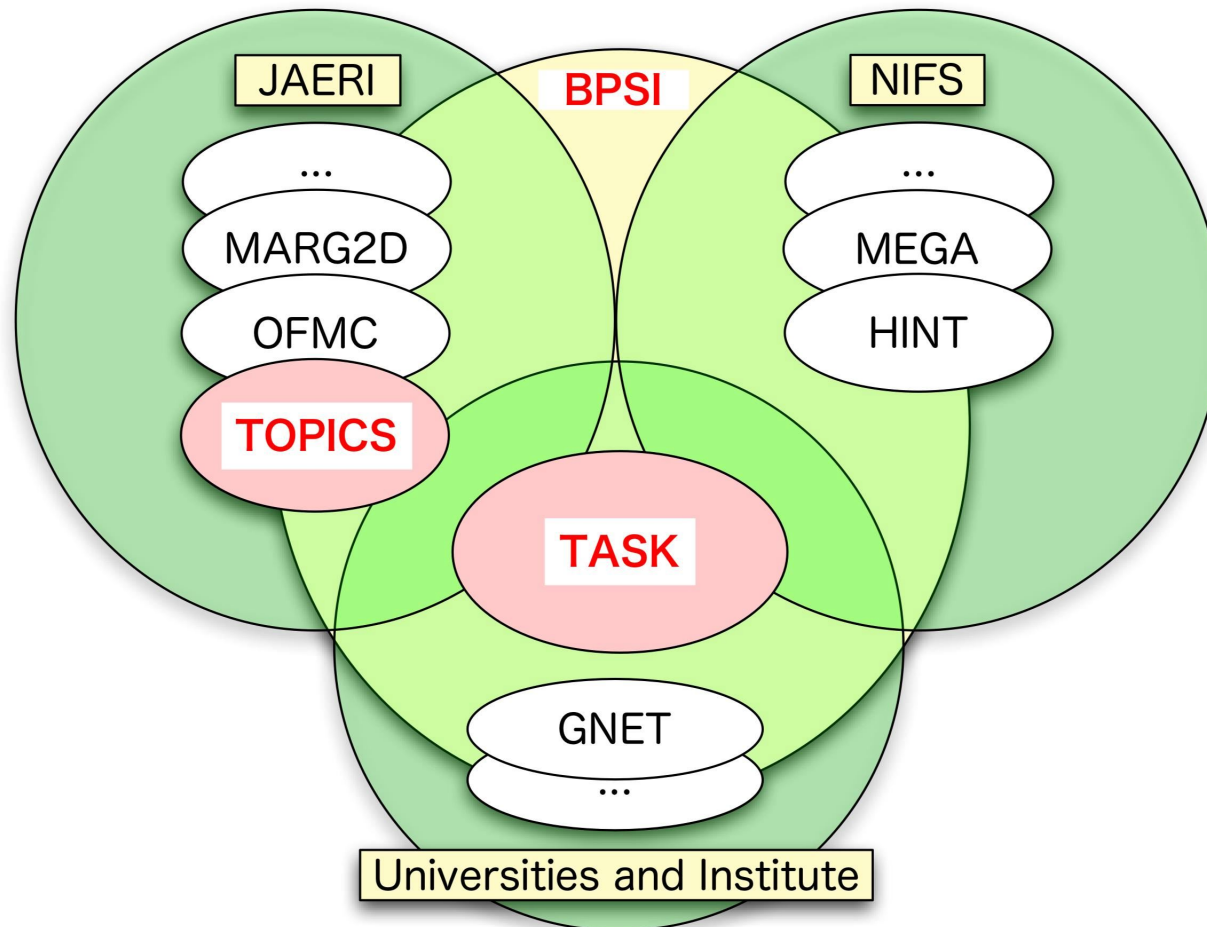 JAERI
BPSI
NIFS
...
MARG2D
OFMC
TOPICS
...
MEGA
HINT
TASK
GNET
...
Universities and Institute